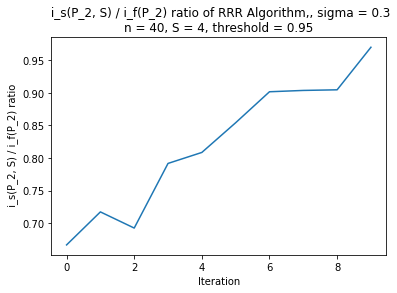 i_s(P_2, S) / i_f(P_2) ratio of RRR Algorithm,, sigma = 0.3
n = 40, S = 4, threshold = 0.95
i_s(P_2, S) / i_f(P_2) ratio
0.95
0.90
0.85
0.80
0.75
0.70
0 2 4 6 8
Iteration